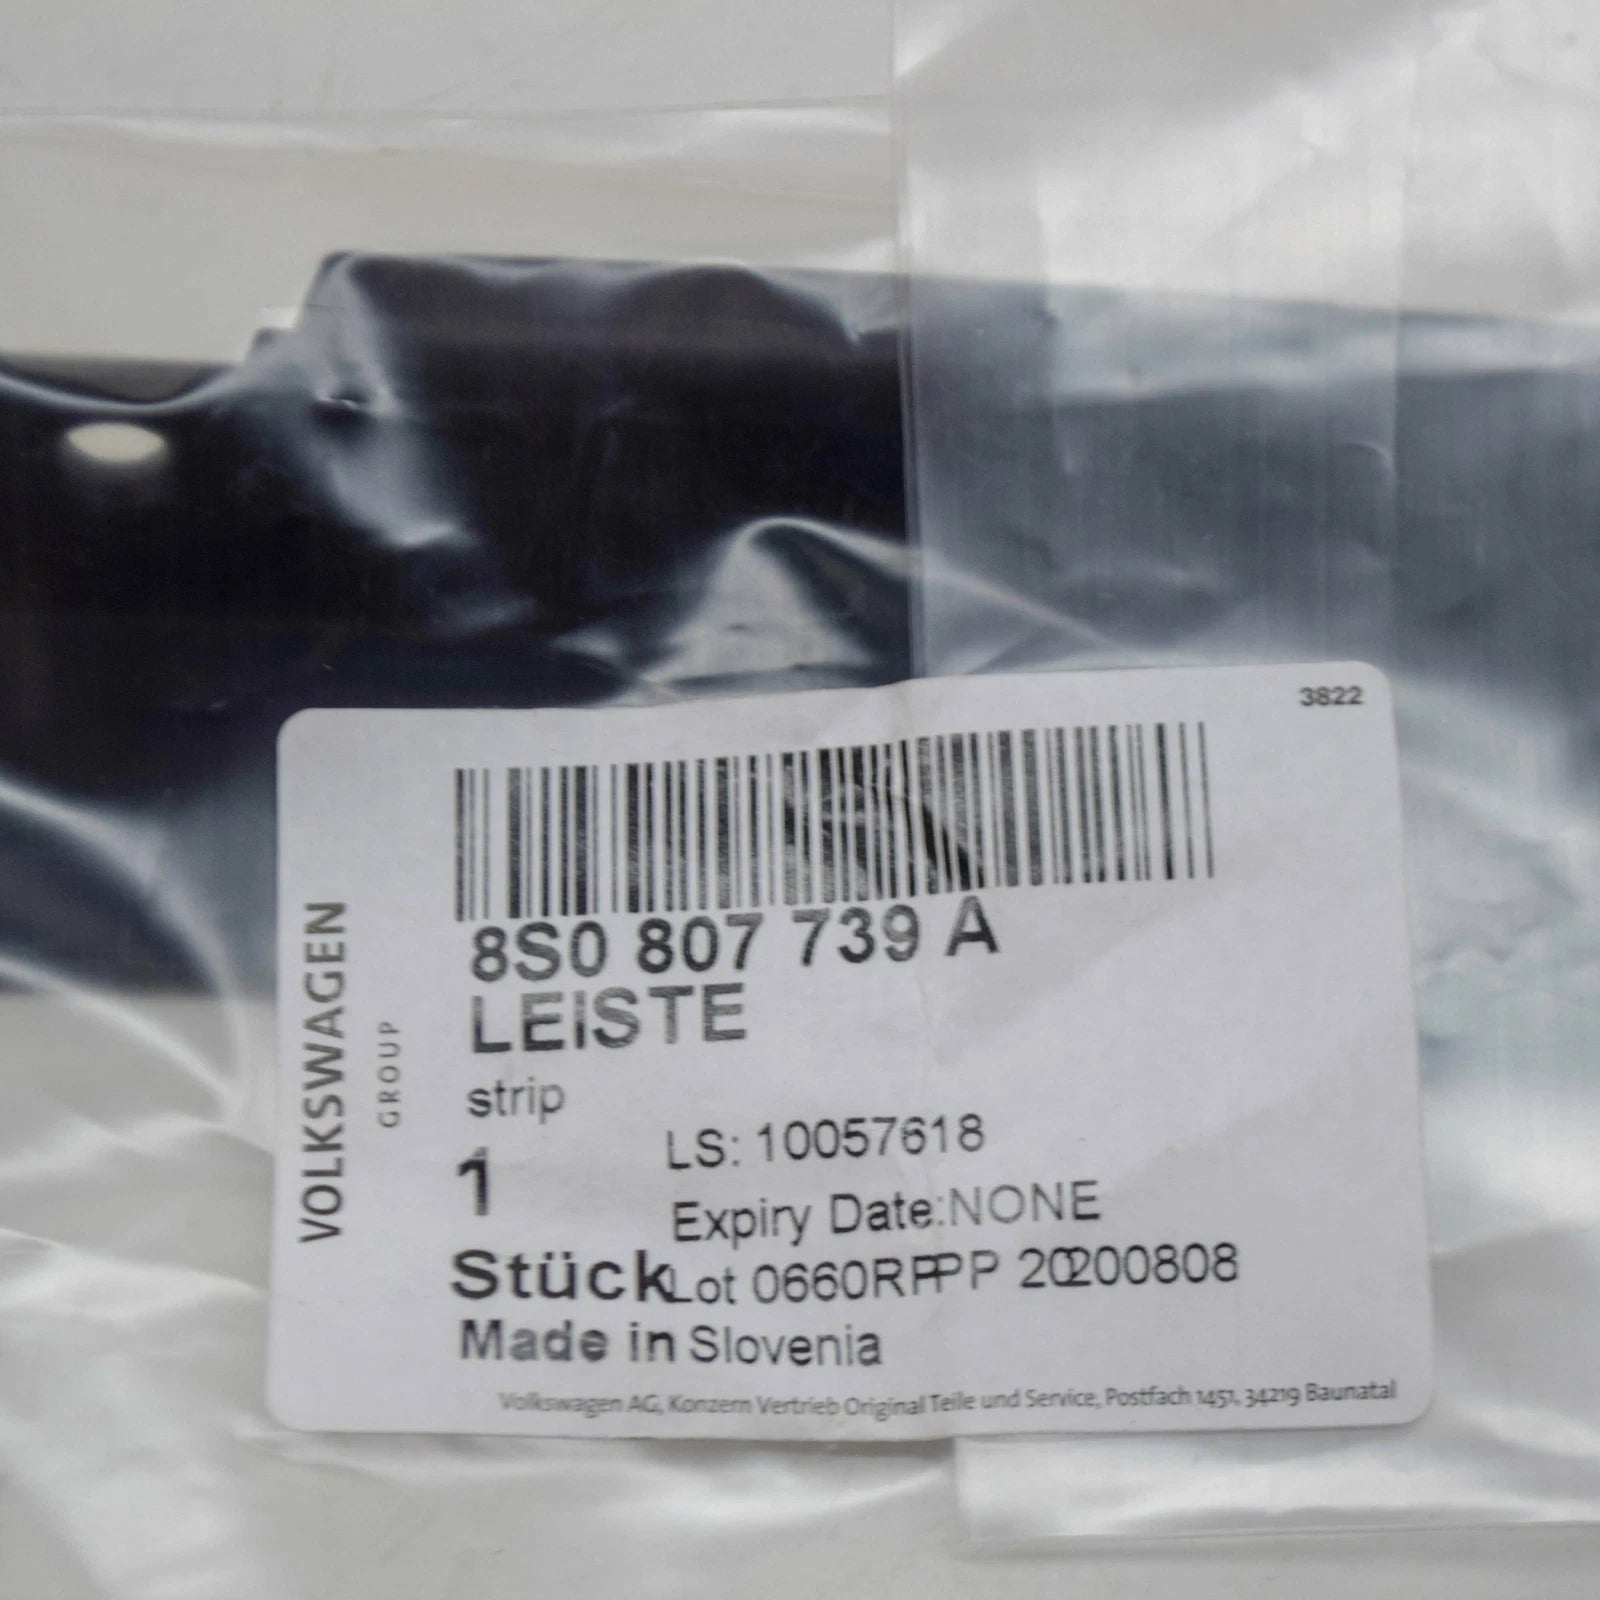 3822
8S0 807 739 A
LEISTE
strip
LS: 10057618
1
Expiry Date:NONE
Stück
Lot 0660RPPP 20200808
Made in Slovenia
Volkswagen AG, Konzern Vertrieb Original Teile und Service, Postfach 1451, 34219 Baunatal
VOLKSWAGEN
GROUP